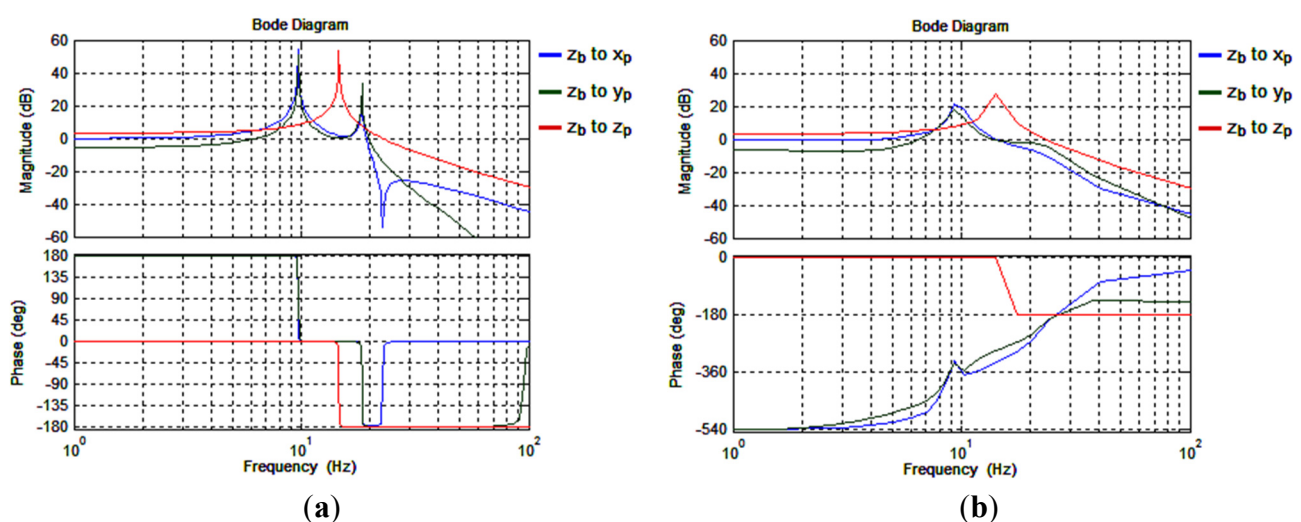 Bode Diagram
60
40
20
0
-20
-40
-60
Magnitude (dB)
zb to xp
zb to yp
zb to zp
180
135
90
45
0
-45
-90
-135
-180
Phase (deg)
10^0
10^1
10^2
Frequency (Hz)
(a)
Bode Diagram
60
40
20
0
-20
-40
-60
Magnitude (dB)
zb to xp
zb to yp
zb to zp
0
-180
-360
-540
Phase (deg)
10^0
10^1
10^2
Frequency (Hz)
(b)